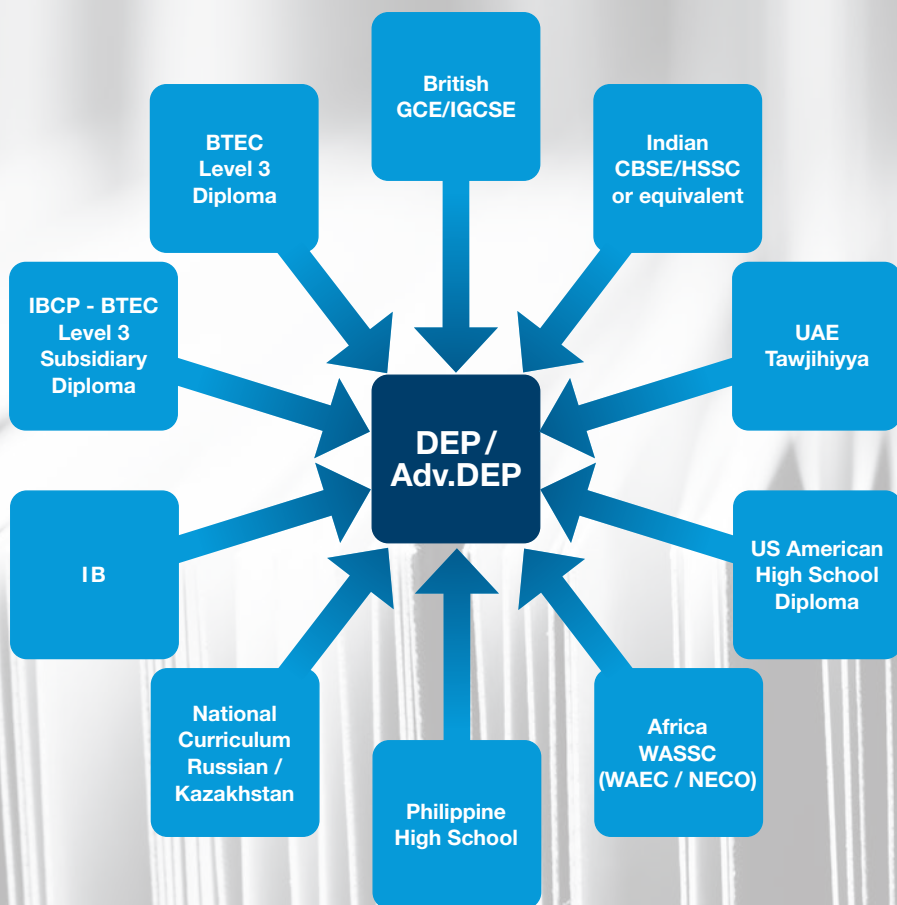 British
GCE/IGCSE
BTEC
Level 3
Diploma
Indian
CBSE/HSSC
or equivalent
IBCP - BTEC
Level 3
Subsidiary
Diploma
UAE
Tawjihiyya
DEP /
Adv.DEP
IB
US American
High School
Diploma
National
Curriculum
Russian /
Kazakhstan
Africa
WASSC
(WAEC / NECO)
Philippine
High School